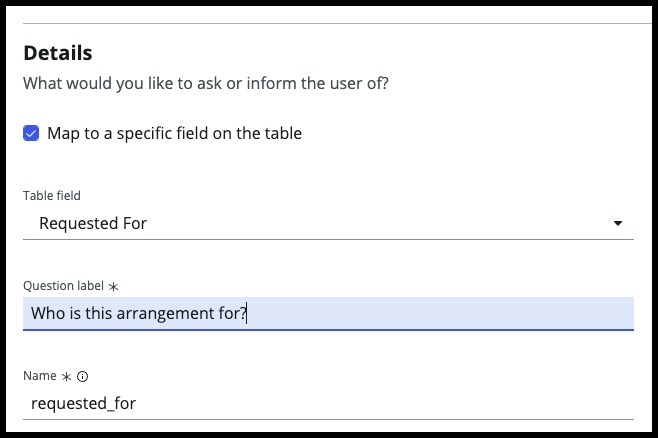 Details
What would you like to ask or inform the user of?
Map to a specific field on the table
Table field
Requested For
Question label *
Who is this arrangement for?
Name *
requested_for